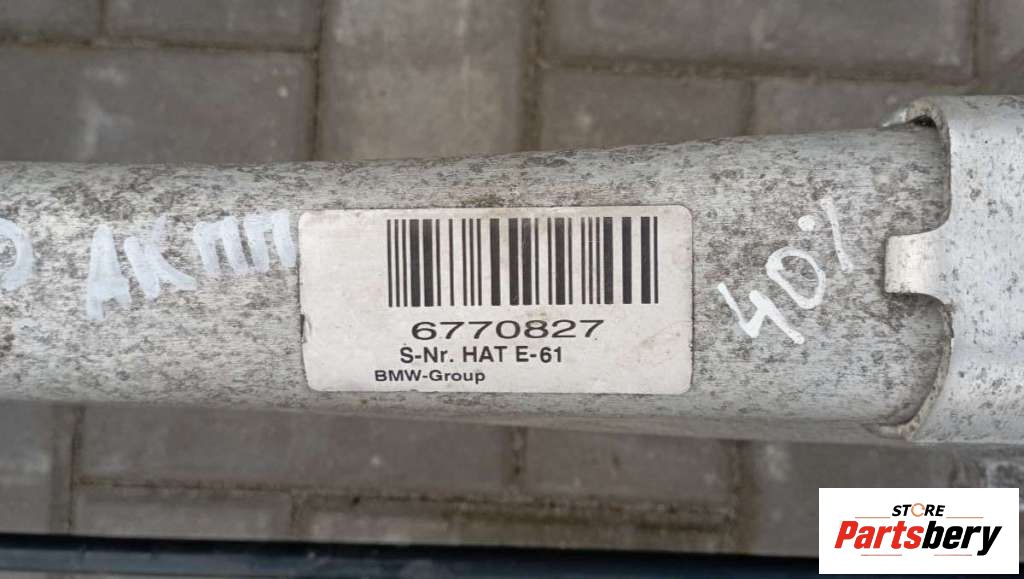 АКПП
6770827
S-Nr. HAT E-61
BMW-Group
40%
STORE
Partsbery